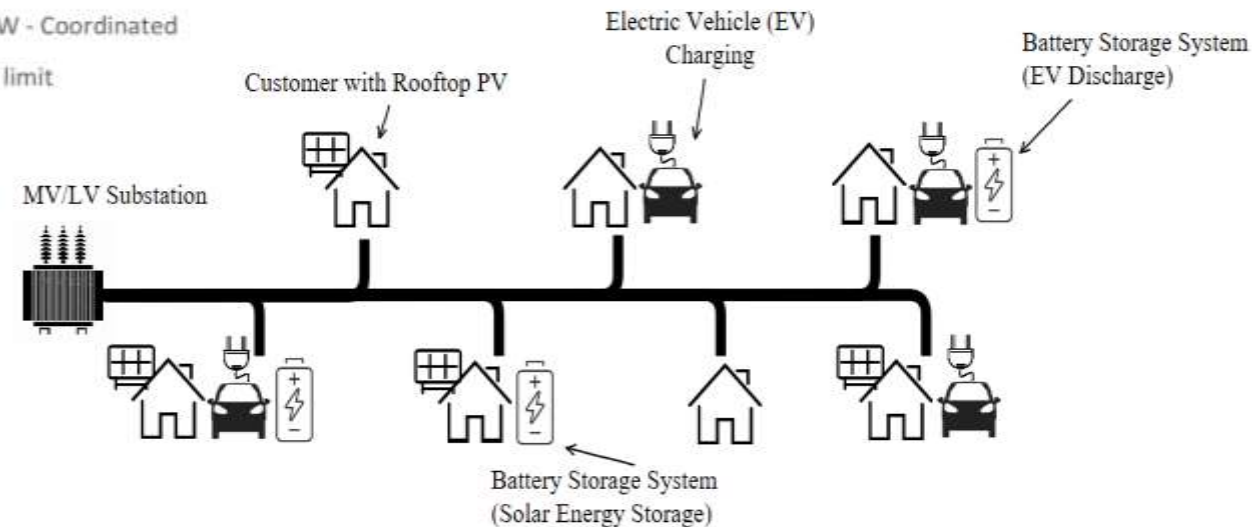 W - Coordinated
limit
Electric Vehicle (EV)
Charging
Battery Storage System
(EV Discharge)
Customer with Rooftop PV
MV/LV Substation
Battery Storage System
(Solar Energy Storage)